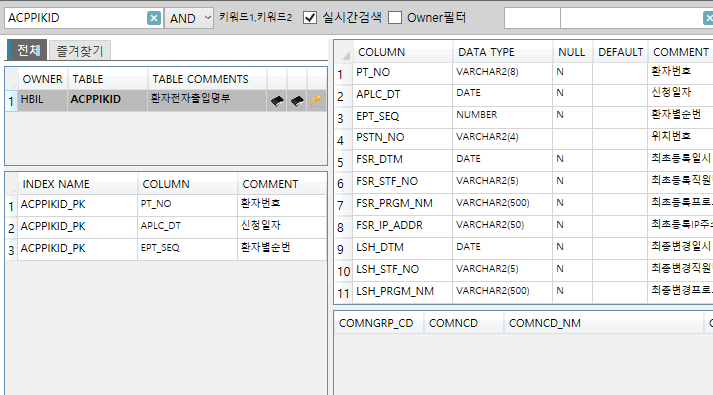 ACPPIKID AND 키워드1,키워드2 실시간검색 Owner필터
전체 즐겨찾기
OWNER TABLE TABLE COMMENTS
1 HBIL ACPPIKID 환자전자출입명부
INDEX NAME COLUMN COMMENT
1 ACPPIKID_PK PT_NO 환자번호
2 ACPPIKID_PK APLC_DT 신청일자
3 ACPPIKID_PK EPT_SEQ 환자별순번
COLUMN DATA TYPE NULL DEFAULT COMMENT
1 PT_NO VARCHAR2(8) N 환자번호
2 APLC_DT DATE N 신청일자
3 EPT_SEQ NUMBER N 환자별순번
4 PSTN_NO VARCHAR2(4) 위치번호
5 FSR_DTM DATE N 최초등록일시
6 FSR_STF_NO VARCHAR2(5) N 최초등록직원
7 FSR_PRGM_NM VARCHAR2(500) N 최초등록프로
8 FSR_IP_ADDR VARCHAR2(50) N 최초등록IP주
9 LSH_DTM DATE N 최종변경일시
10 LSH_STF_NO VARCHAR2(5) N 최종변경직원
11 LSH_PRGM_NM VARCHAR2(500) N 최종변경프로
COMNGRP_CD COMNCD COMNCD_NM